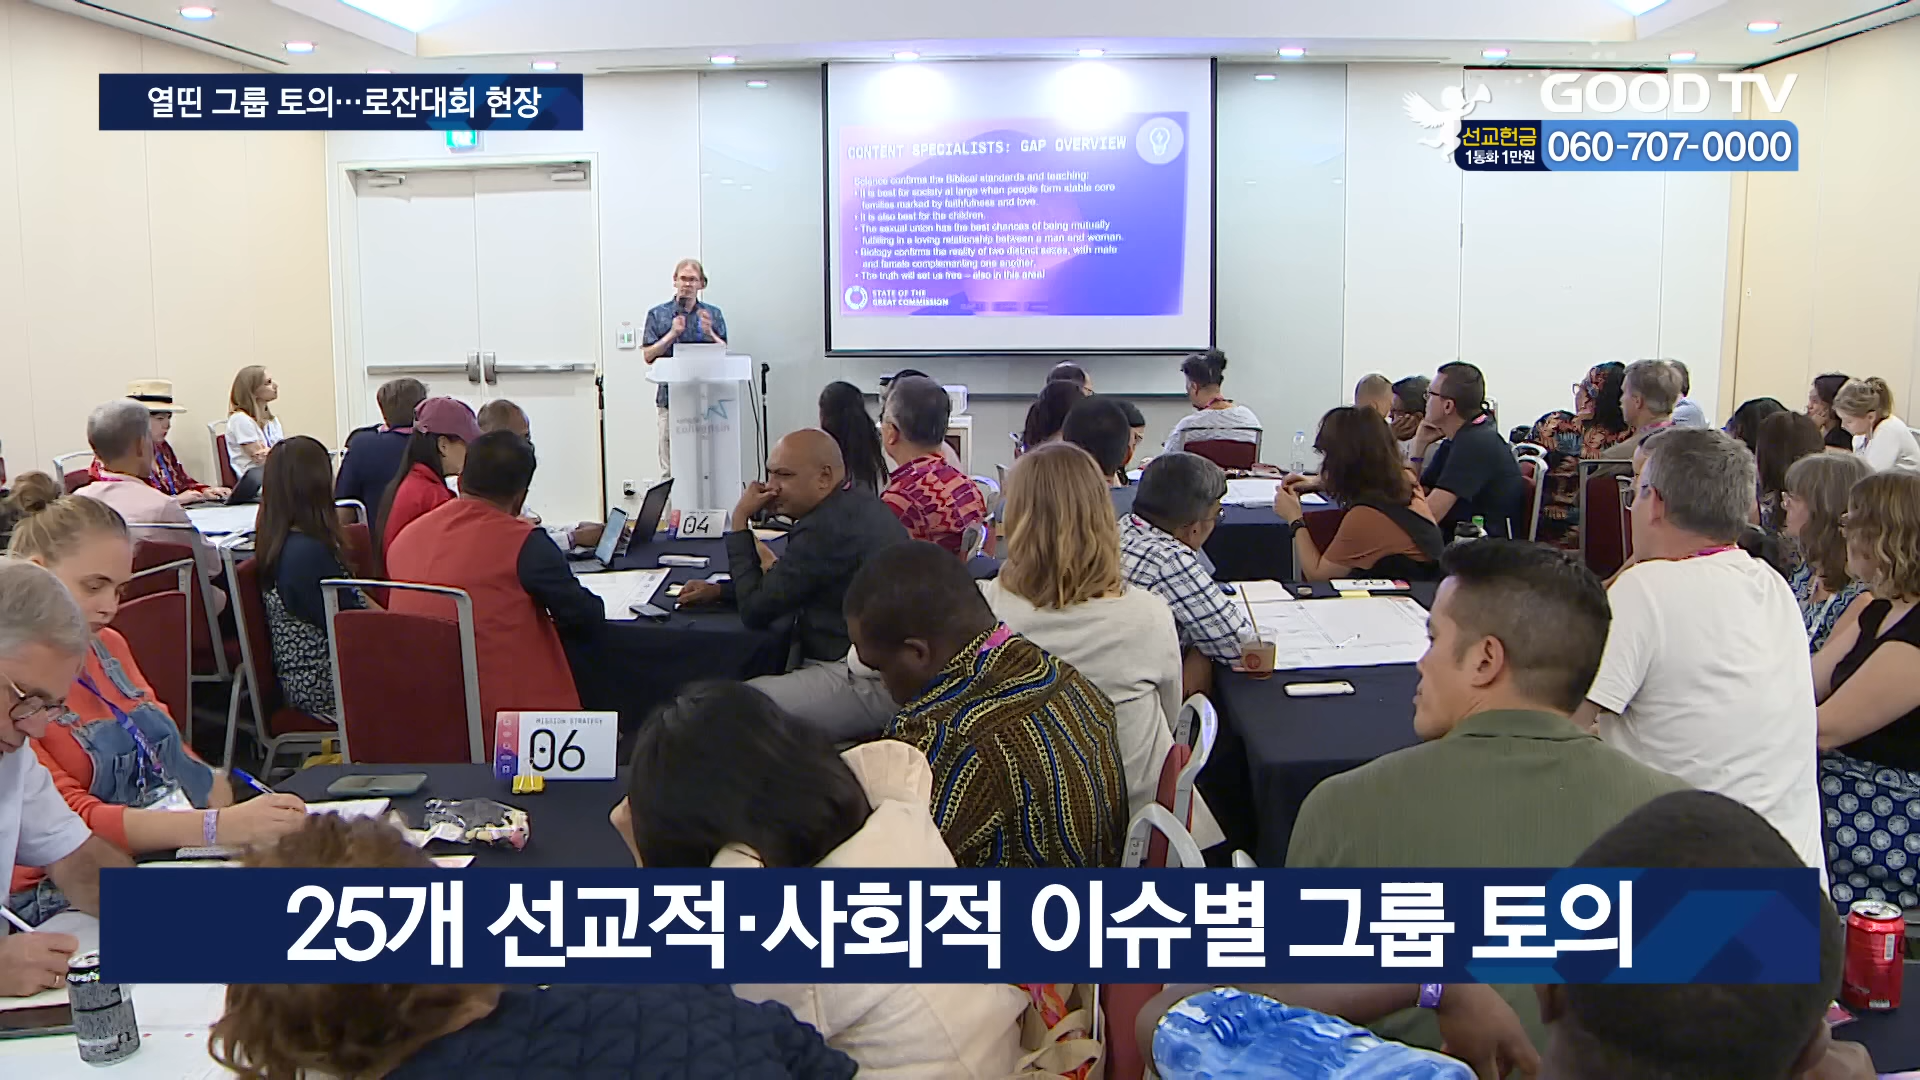 열띤 그룹 토의…로잔대회 현장
GOODTV
선교헌금
1통화 1만원
060-707-0000
CONTENT SPECIALISTS: GAP OVERVIEW
Science confirms the Biblical standards and teaching:
• It is best for society at large when people form stable core
families marked by faithfulness and love.
• It is also best for the children.
• The sexual union has the best chances of being mutually
fulfilling in a loving relationship between a man and woman.
• Biology confirms the reality of two distinct sexes, with male
and female complementing one another.
• The truth will set us free – also in this area!
STATE OF THE
GREAT COMMISSION
04
MISSION STRATEGY
06
25개 선교적·사회적 이슈별 그룹 토의